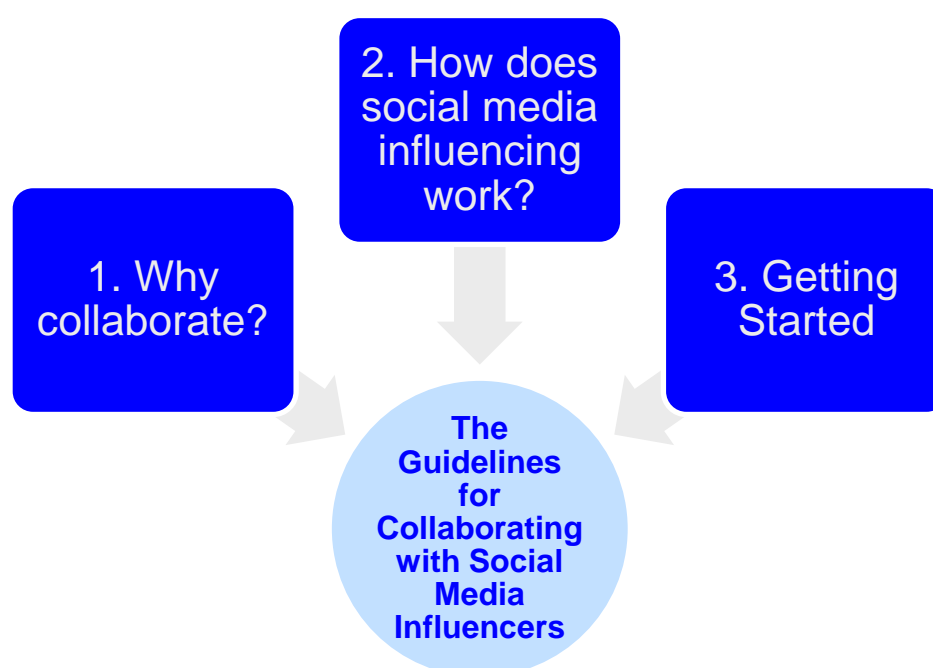 1. Why
collaborate?
2. How does
social media
influencing
work?
3. Getting
Started
The
Guidelines
for
Collaborating
with Social
Media
Influencers